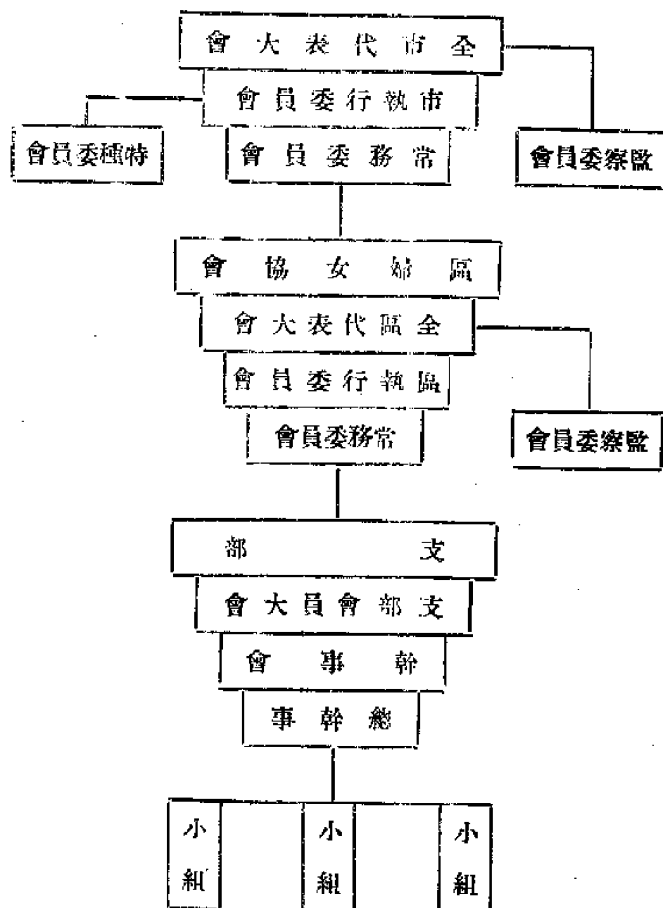 全市代表大會
市執行委員會
特種委員會
常務委員會
監察委員會
區婦女協會
全區代表大會
區執行委員會
常務委員會
監察委員會
支部
支部會員大會
幹事會
總幹事
小組
小組
小組